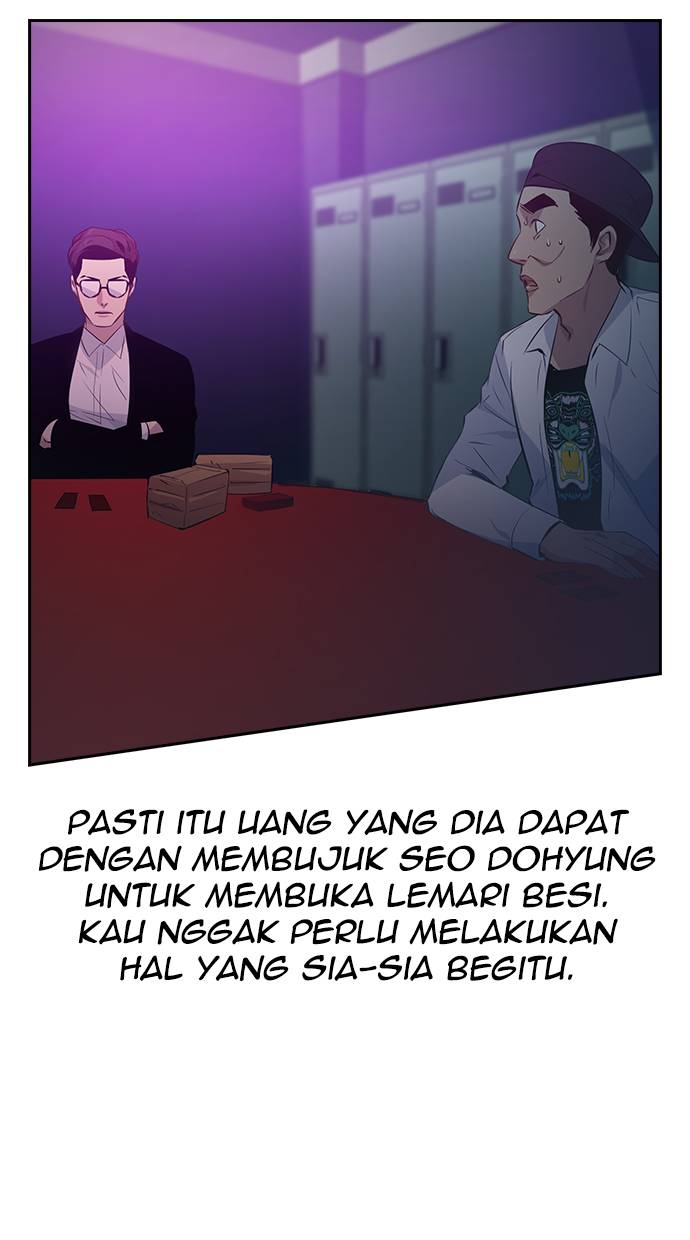 PASTI ITU UANG YANG DIA DAPAT
DENGAN MEMBUJUK SEO DOHYUNG
UNTUK MEMBUKA LEMARI BESI.
KAU NGGAK PERLU MELAKUKAN
HAL YANG SIA-SIA BEGITU.